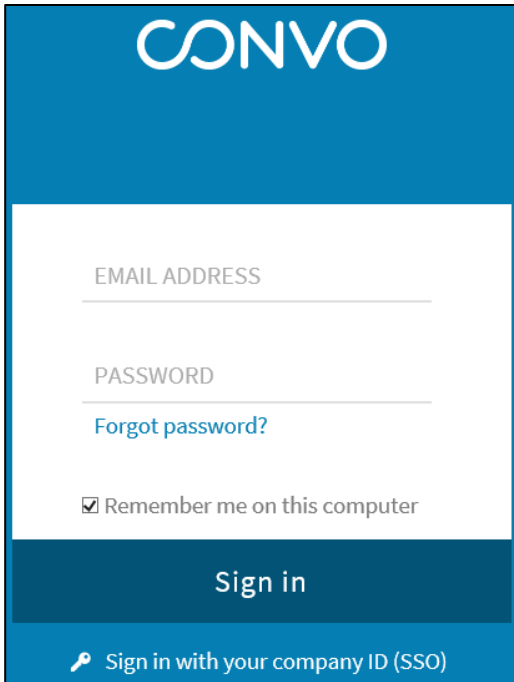 CONVO
EMAIL ADDRESS
PASSWORD
Forgot password?
Remember me on this computer
Sign in
Sign in with your company ID (SSO)